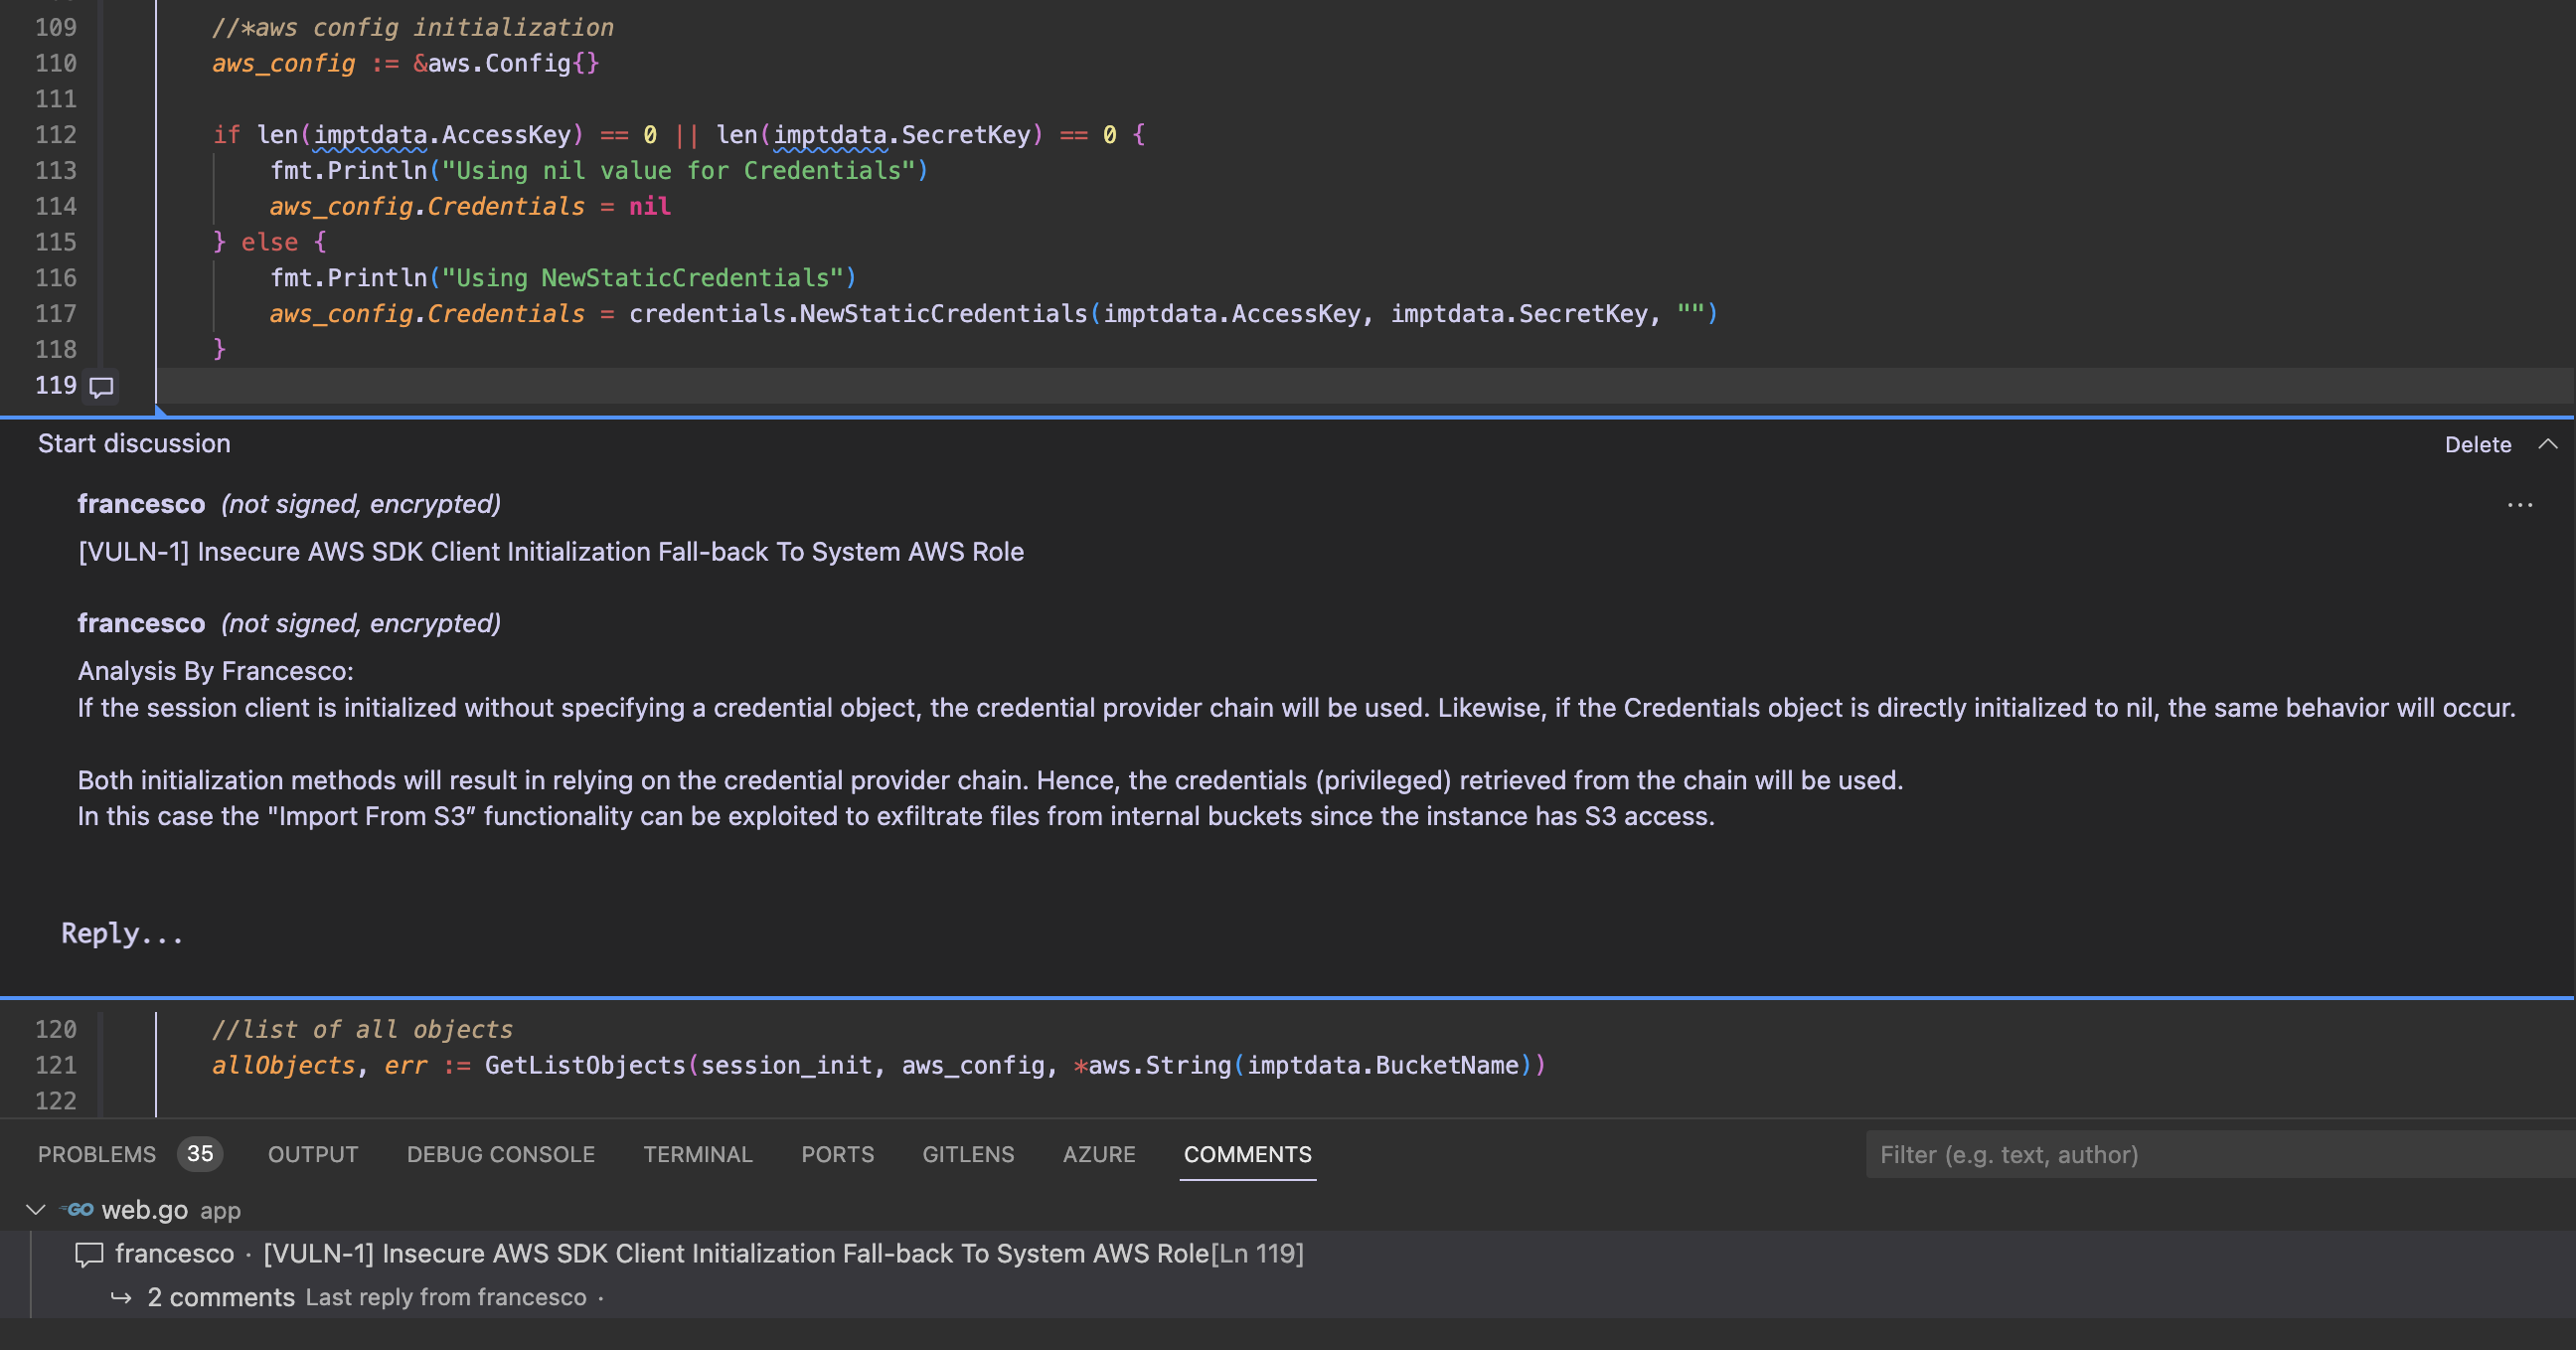 109 //*aws config initialization
110 aws_config := &aws.Config{}
111
112 if len(imptdata.AccessKey) == 0 || len(imptdata.SecretKey) == 0 {
113 fmt.Println("Using nil value for Credentials")
114 aws_config.Credentials = nil
115 } else {
116 fmt.Println("Using NewStaticCredentials")
117 aws_config.Credentials = credentials.NewStaticCredentials(imptdata.AccessKey, imptdata.SecretKey, "")
118 }
119
Start discussion Delete
francesco (not signed, encrypted) ...
[VULN-1] Insecure AWS SDK Client Initialization Fall-back To System AWS Role
francesco (not signed, encrypted)
Analysis By Francesco:
If the session client is initialized without specifying a credential object, the credential provider chain will be used. Likewise, if the Credentials object is directly initialized to nil, the same behavior will occur.
Both initialization methods will result in relying on the credential provider chain. Hence, the credentials (privileged) retrieved from the chain will be used.
In this case the "Import From S3” functionality can be exploited to exfiltrate files from internal buckets since the instance has S3 access.
Reply...
120 //list of all objects
121 allObjects, err := GetListObjects(session_init, aws_config, *aws.String(imptdata.BucketName))
122
PROBLEMS 35 OUTPUT DEBUG CONSOLE TERMINAL PORTS GITLENS AZURE COMMENTS Filter (e.g. text, author)
GO web.go app
francesco · [VULN-1] Insecure AWS SDK Client Initialization Fall-back To System AWS Role[Ln 119]
2 comments Last reply from francesco ·